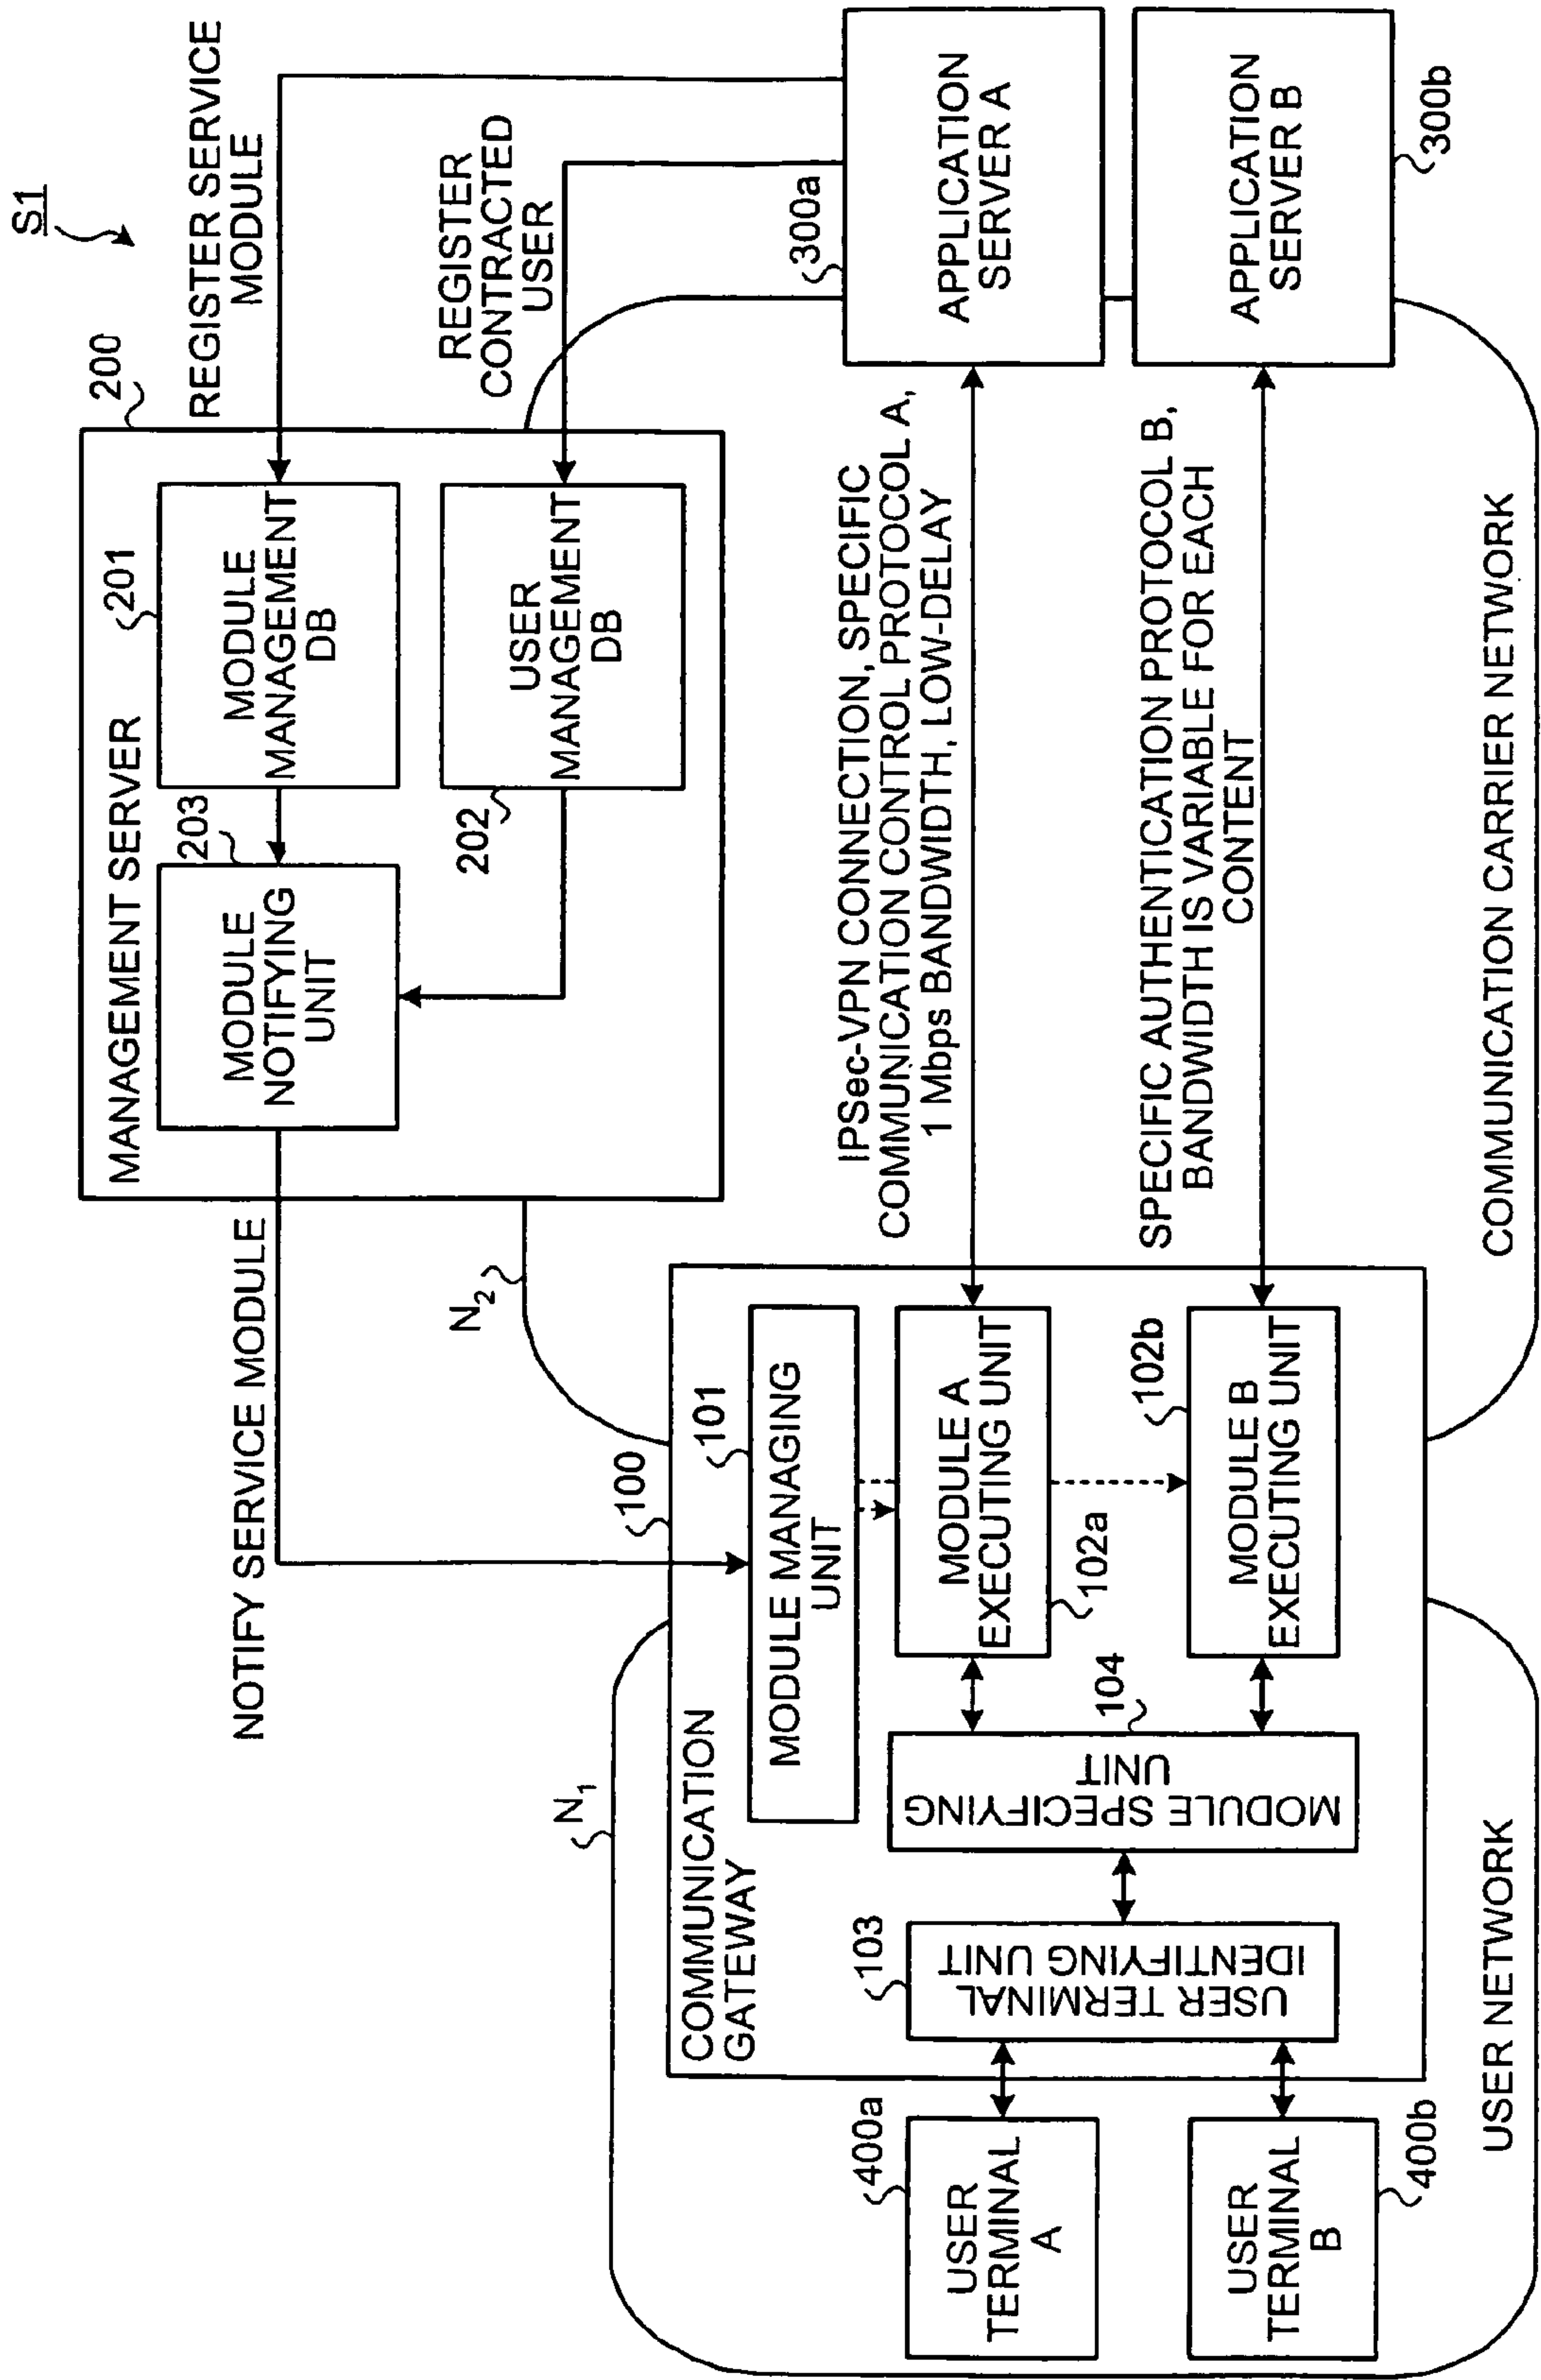 S1
REGISTER SERVICE
MODULE
REGISTER
CONTRACTED
USER
200
MANAGEMENT SERVER
201
MODULE
MANAGEMENT
DB
USER
MANAGEMENT
DB
202
203
MODULE
NOTIFYING
UNIT
NOTIFY SERVICE MODULE
300a
APPLICATION
SERVER A
APPLICATION
SERVER B
300b
IPSec-VPN CONNECTION, SPECIFIC
COMMUNICATION CONTROL PROTOCOL A,
1 Mbps BANDWIDTH, LOW-DELAY
SPECIFIC AUTHENTICATION PROTOCOL B,
BANDWIDTH IS VARIABLE FOR EACH
CONTENT
COMMUNICATION CARRIER NETWORK
N2
N1
100
COMMUNICATION
GATEWAY
101
MODULE MANAGING
UNIT
MODULE A
EXECUTING UNIT
102a
102b
MODULE B
EXECUTING UNIT
104
MODULE SPECIFYING
UNIT
103
USER TERMINAL
IDENTIFYING UNIT
400a
USER
TERMINAL
A
USER
TERMINAL
B
400b
USER NETWORK